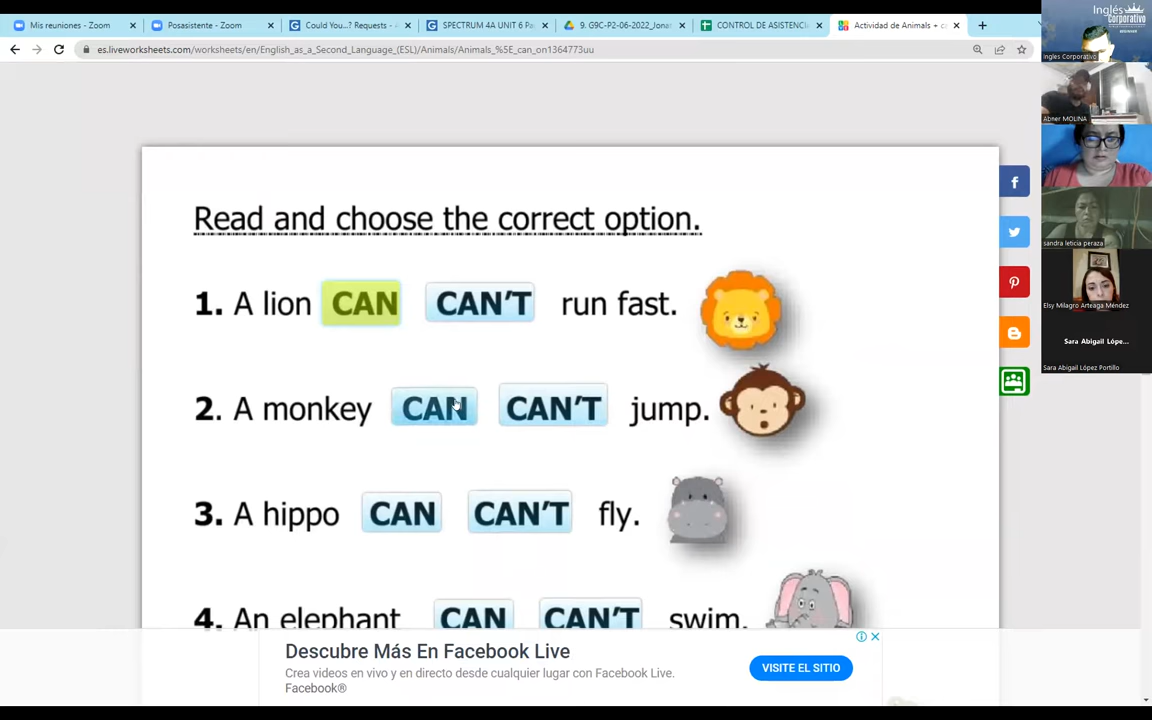 Mis reuniones - Zoom
Posasistente - Zoom
Could You...? Requests -
SPECTRUM 4A UNIT 6 Pa
9. G9C-P2-06-2022_Jona
CONTROL DE ASISTENCI
Actividad de Animals + c
es.liveworksheets.com/worksheets/en/English_as_a_Second_Language_(ESL)/Animals/Animals_%5E_can_on1364773uu
Inglés
Corporativo
Ingles Corporativo
Abner MOLINA
sandra leticia peraza
Elsy Milagro Arteaga Méndez
Sara Abigail Lópe...
Sara Abigail López Portillo
Read and choose the correct option.
1. A lion CAN CAN'T run fast.
2. A monkey CAN CAN'T jump.
3. A hippo CAN CAN'T fly.
4. An elephant CAN CAN'T swim.
Descubre Más En Facebook Live
Crea videos en vivo y en directo desde cualquier lugar con Facebook Live.
Facebook®
VISITE EL SITIO